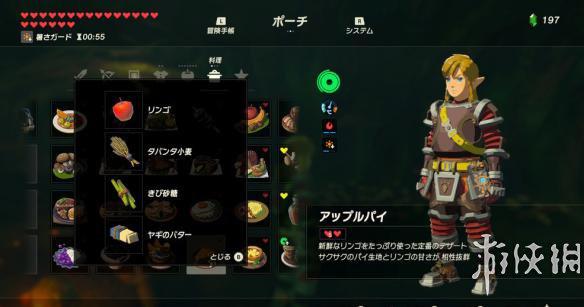 L
冒険手帳
ポーチ
R
システム
197
暑さガード 00:55
料理
リンゴ
タバンタ小麦
きび砂糖
ヤギのバター
とじる B
アップルパイ
新鮮なリンゴをたっぷり使った定番のデザート
サクサクのパイ生地とリンゴの甘さが 相性抜群
游侠網